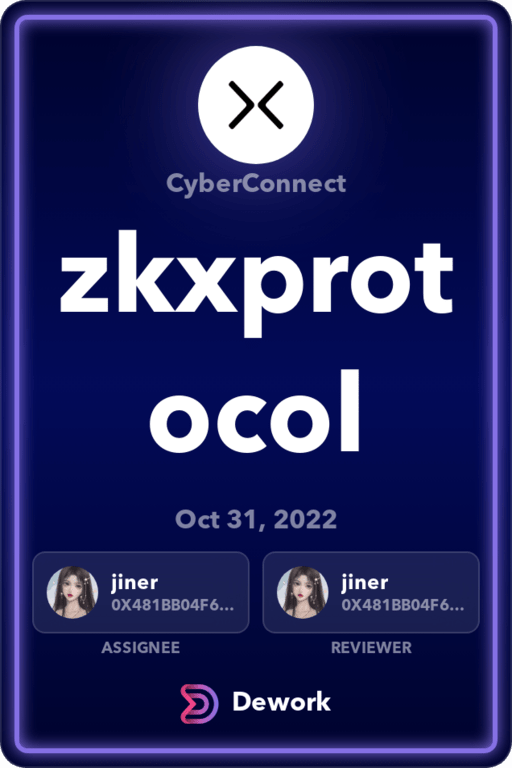 CyberConnect
zkxprot
ocol
Oct 31, 2022
jiner
0X481BB04F6...
ASSIGNEE
jiner
0X481BB04F6...
REVIEWER
Dework